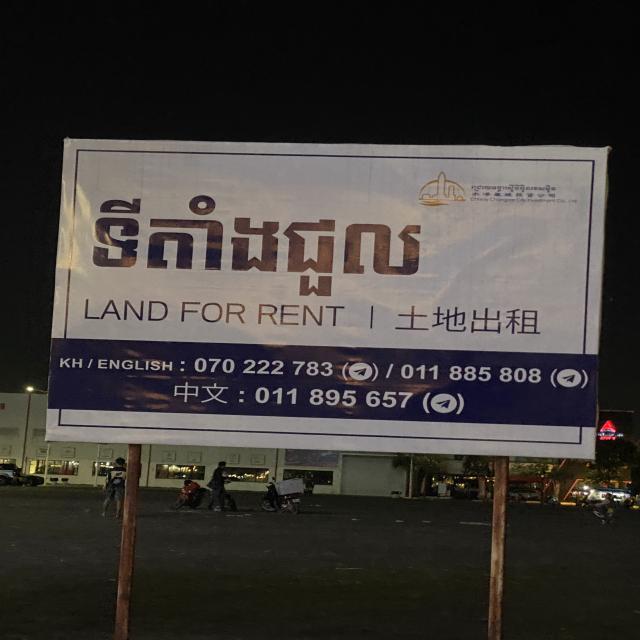 ទីតាំងជួល
LAND FOR RENT | 土地出租
KH / ENGLISH : 070 222 783 / 011 885 808
中文 : 011 895 657